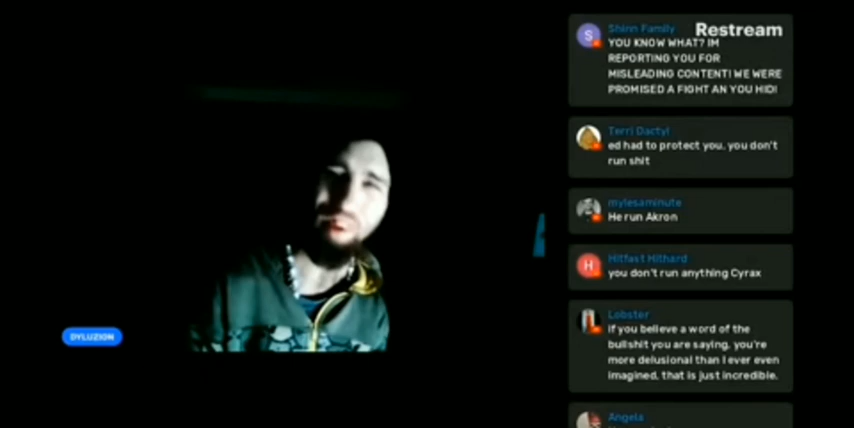 Restream
Shinn Family
YOU KNOW WHAT? IM
REPORTING YOU FOR
MISLEADING CONTENT! WE WERE
PROMISED A FIGHT AN YOU HID!
Terri Dactyl
ed had to protect you, you don't
run shit
mylesaminute
He run Akron
H
Hitfast Hithard
you don't run anything Cyrax
Lobster
if you believe a word of the
bullshit you are saying, you're
more delusional than I ever even
imagined, that is just incredible.
Angela
DYLUZION
S